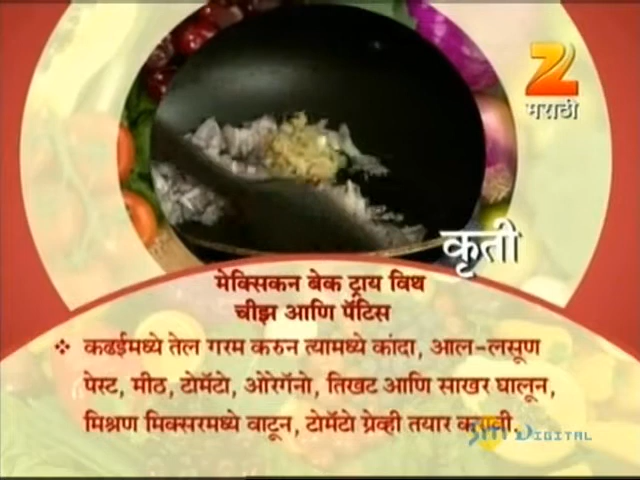 मराठी
कृती
मेक्सिकन बेक ट्राय विथ
चीझ आणि पॅटिस
❖ कढईमध्ये तेल गरम करुन त्यामध्ये कांदा, आल-लसूण
पेस्ट, मीठ, टोमॅटो, ओरेगॅनो, तिखट आणि साखर घालून,
मिश्रण मिक्सरमध्ये वाटून, टोमॅटो ग्रेव्ही तयार करावी.
DIGITAL